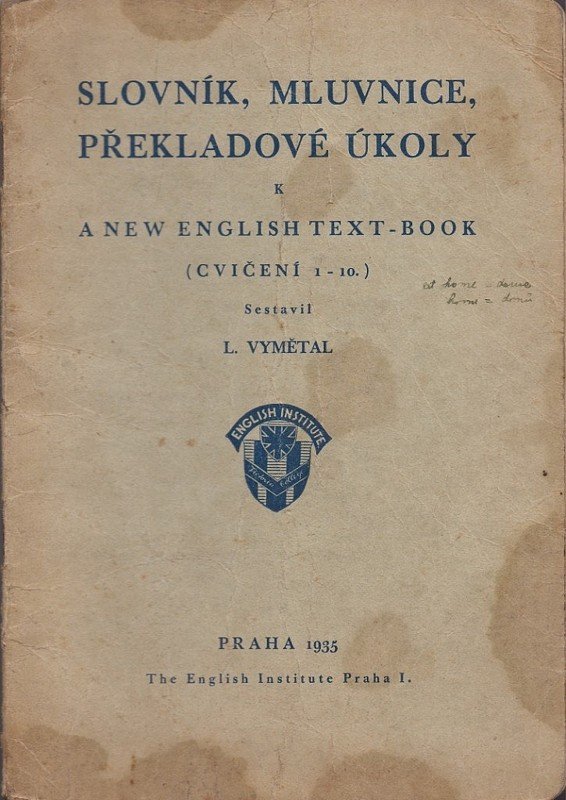 SLOVNÍK, MLUVNICE,
PŘEKLADOVÉ ÚKOLY
K
A NEW ENGLISH TEXT-BOOK
(CVIČENÍ 1-10.)
at home = doma
home = domů
Sestavil
L. VYMĚTAL
ENGLISH INSTITUTE
PRAHA 1935
The English Institute Praha I.